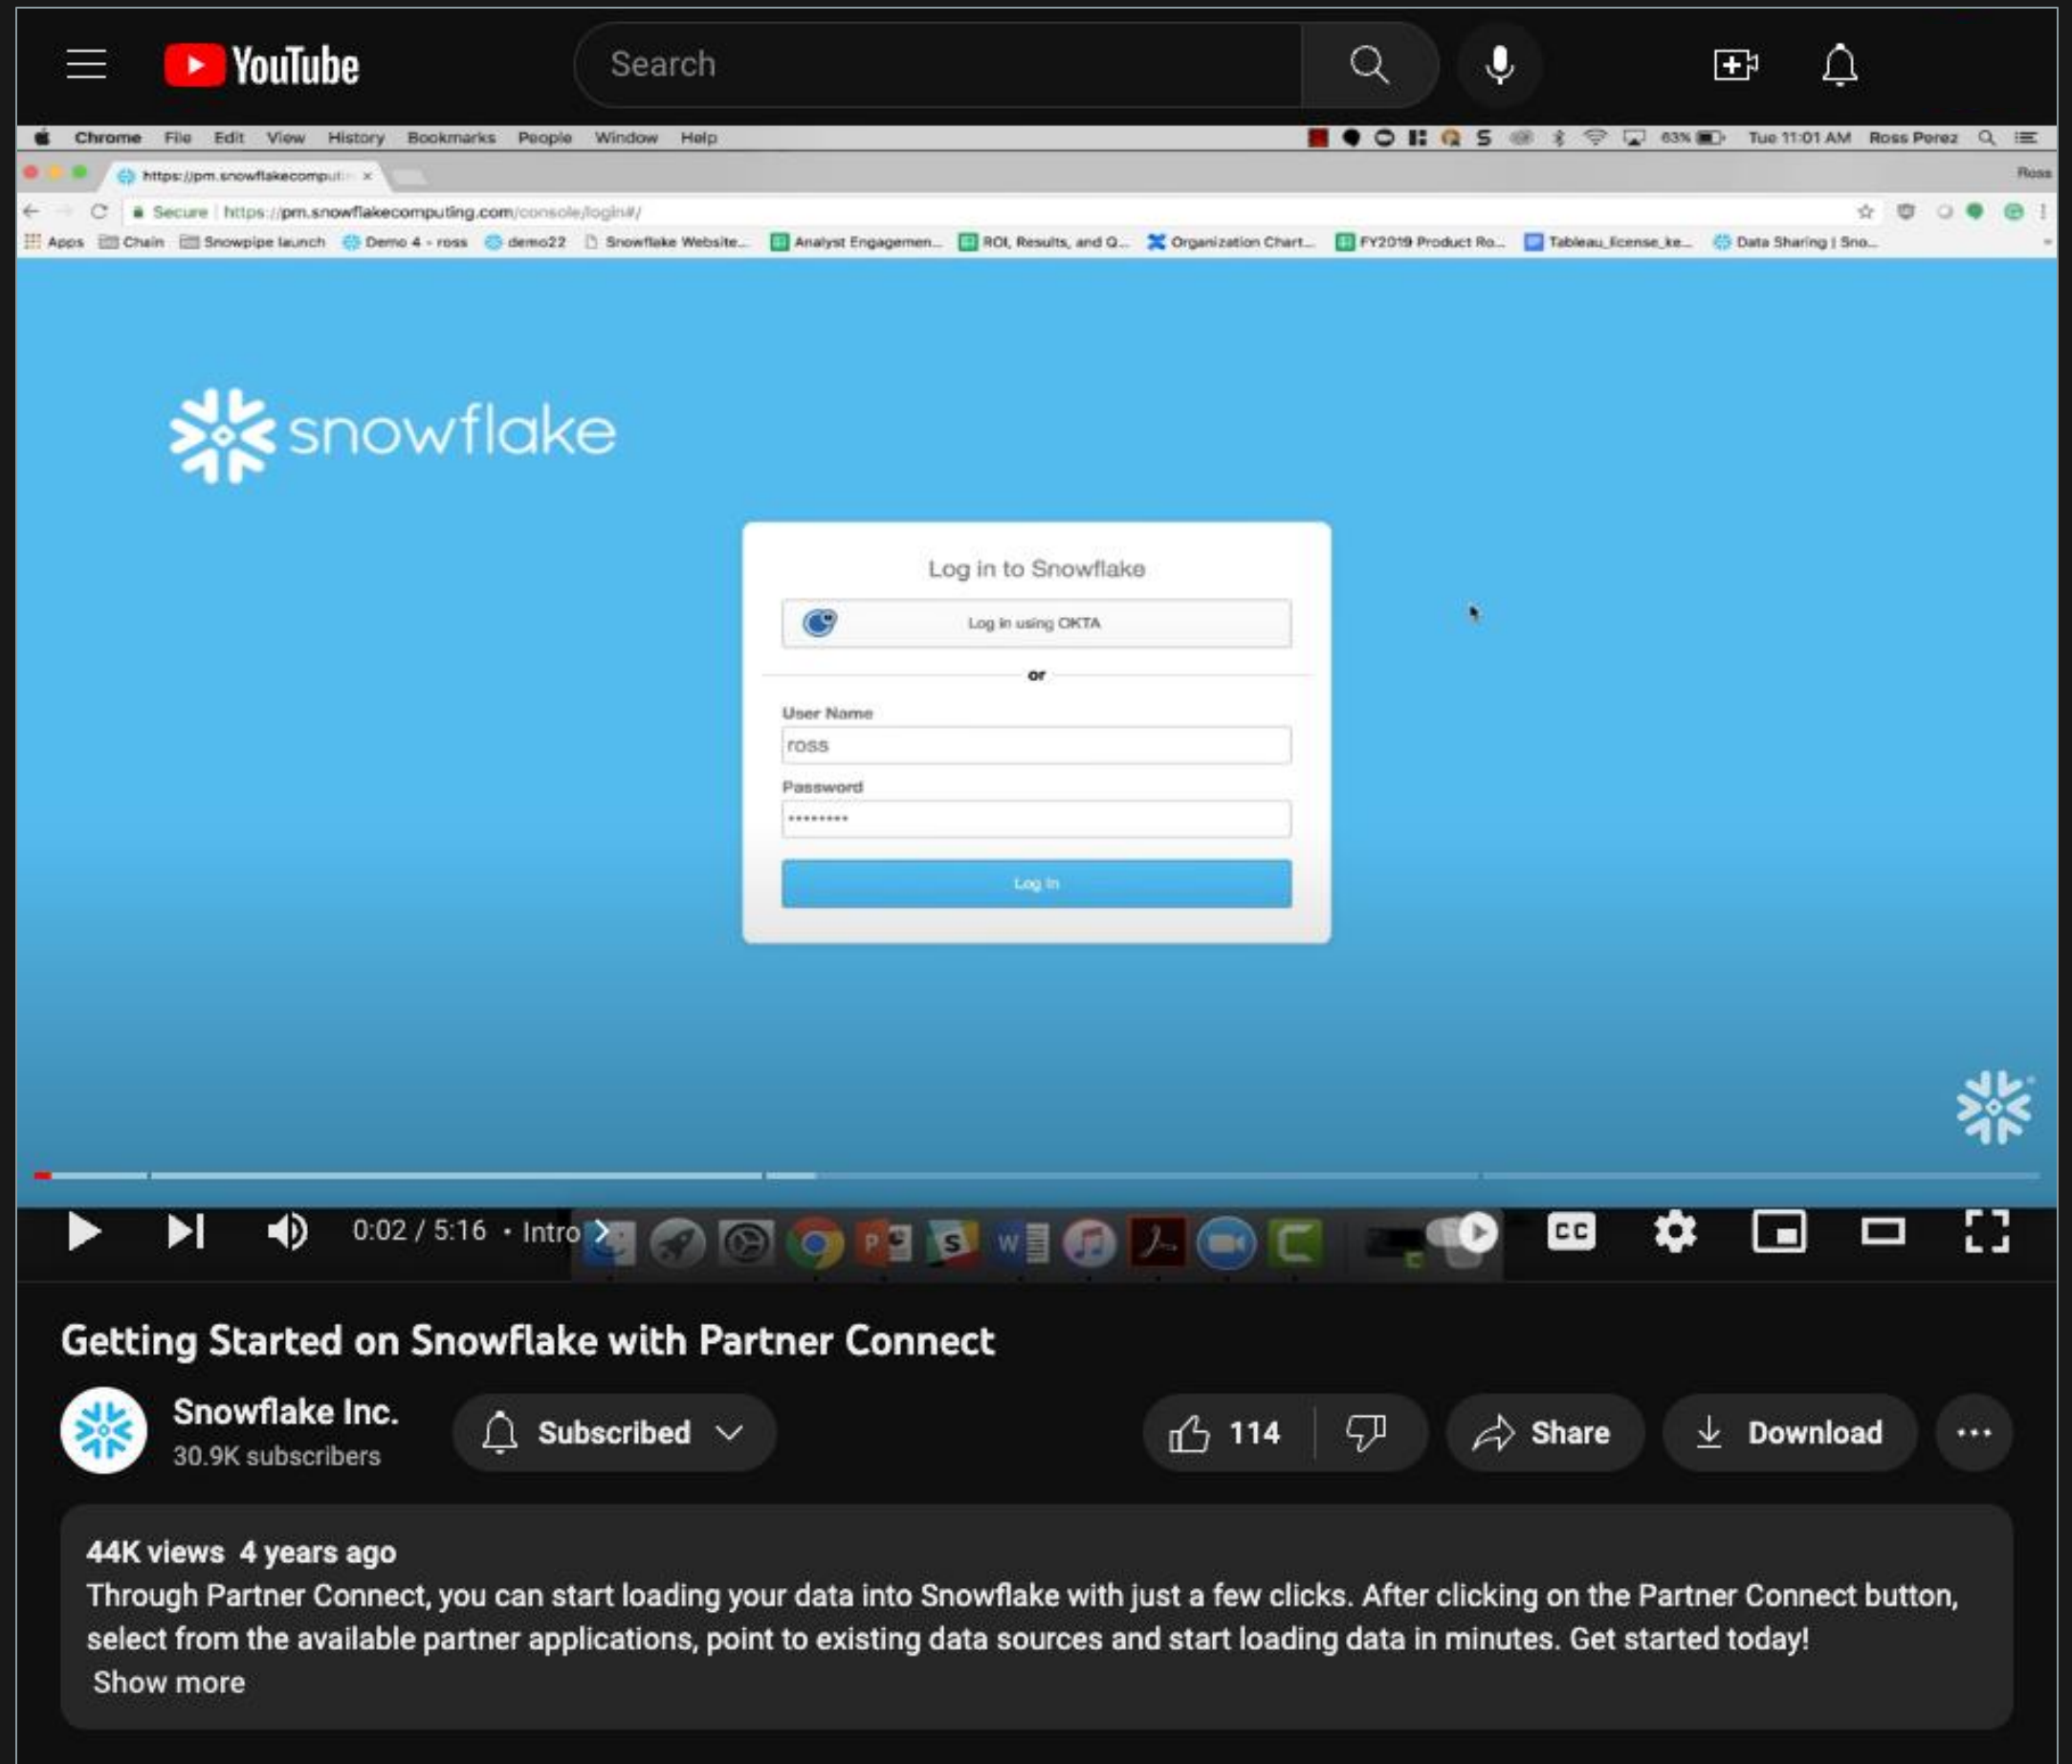 YouTube
Search
Chrome File Edit View History Bookmarks People Window Help 63% Tue 11:01 AM Ross Perez
https://pm.snowflakecomputi
Ross
Secure https://pm.snowflakecomputing.com/console/login#/
Apps Chain Snowpipe launch Demo 4 - ross demo22 Snowflake Website... Analyst Engagemen... ROI, Results, and Q... Organization Chart... FY2019 Product Ro... Tableau_license_ke... Data Sharing | Sno...
snowflake
Log in to Snowflake
Log in using OKTA
or
User Name
ross
Password
••••••••
Log In
0:02 / 5:16 • Intro
CC
Getting Started on Snowflake with Partner Connect
Snowflake Inc.
30.9K subscribers
Subscribed
114
Share
Download
44K views 4 years ago
Through Partner Connect, you can start loading your data into Snowflake with just a few clicks. After clicking on the Partner Connect button,
select from the available partner applications, point to existing data sources and start loading data in minutes. Get started today!
Show more